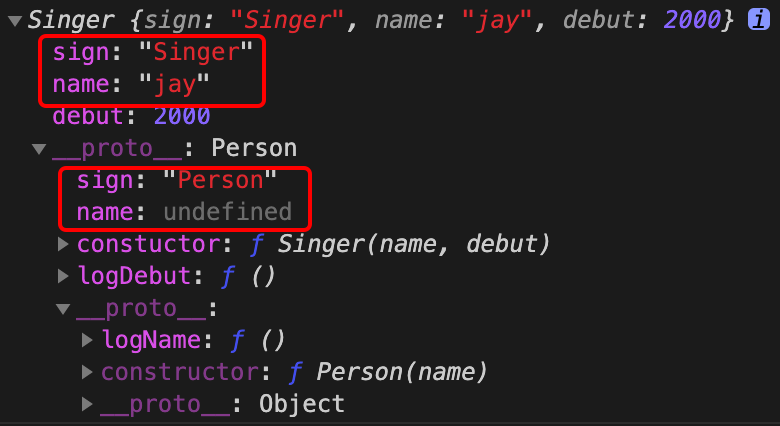 Singer {sign: "Singer", name: "jay", debut: 2000} i
sign: "Singer"
name: "jay"
debut: 2000
__proto__: Person
sign: "Person"
name: undefined
constuctor: ƒ Singer(name, debut)
logDebut: ƒ ()
__proto__:
logName: ƒ ()
constructor: ƒ Person(name)
__proto__: Object